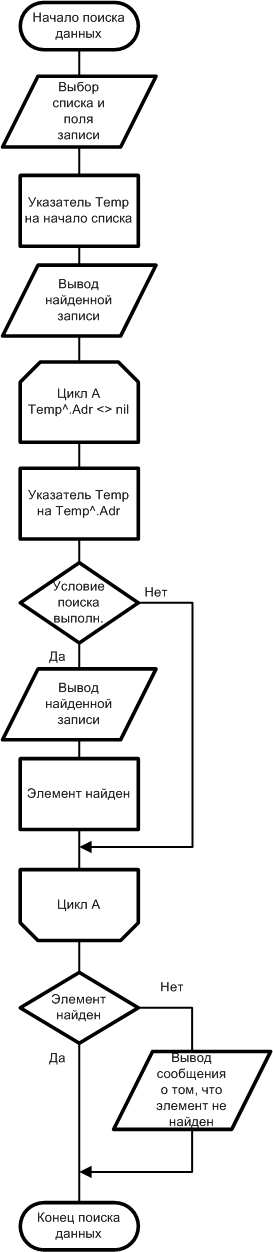 Начало поиска
данных
Выбор
списка и
поля
записи
Указатель Temp
на начало списка
Вывод
найденной
записи
Цикл А
Temp^.Adr <> nil
Указатель Temp
на Temp^.Adr
Условие
поиска
выполн.
Нет
Да
Вывод
найденной
записи
Элемент найден
Цикл А
Элемент
найден
Нет
Да
Вывод
сообщения
о том, что
элемент не
найден
Конец поиска
данных